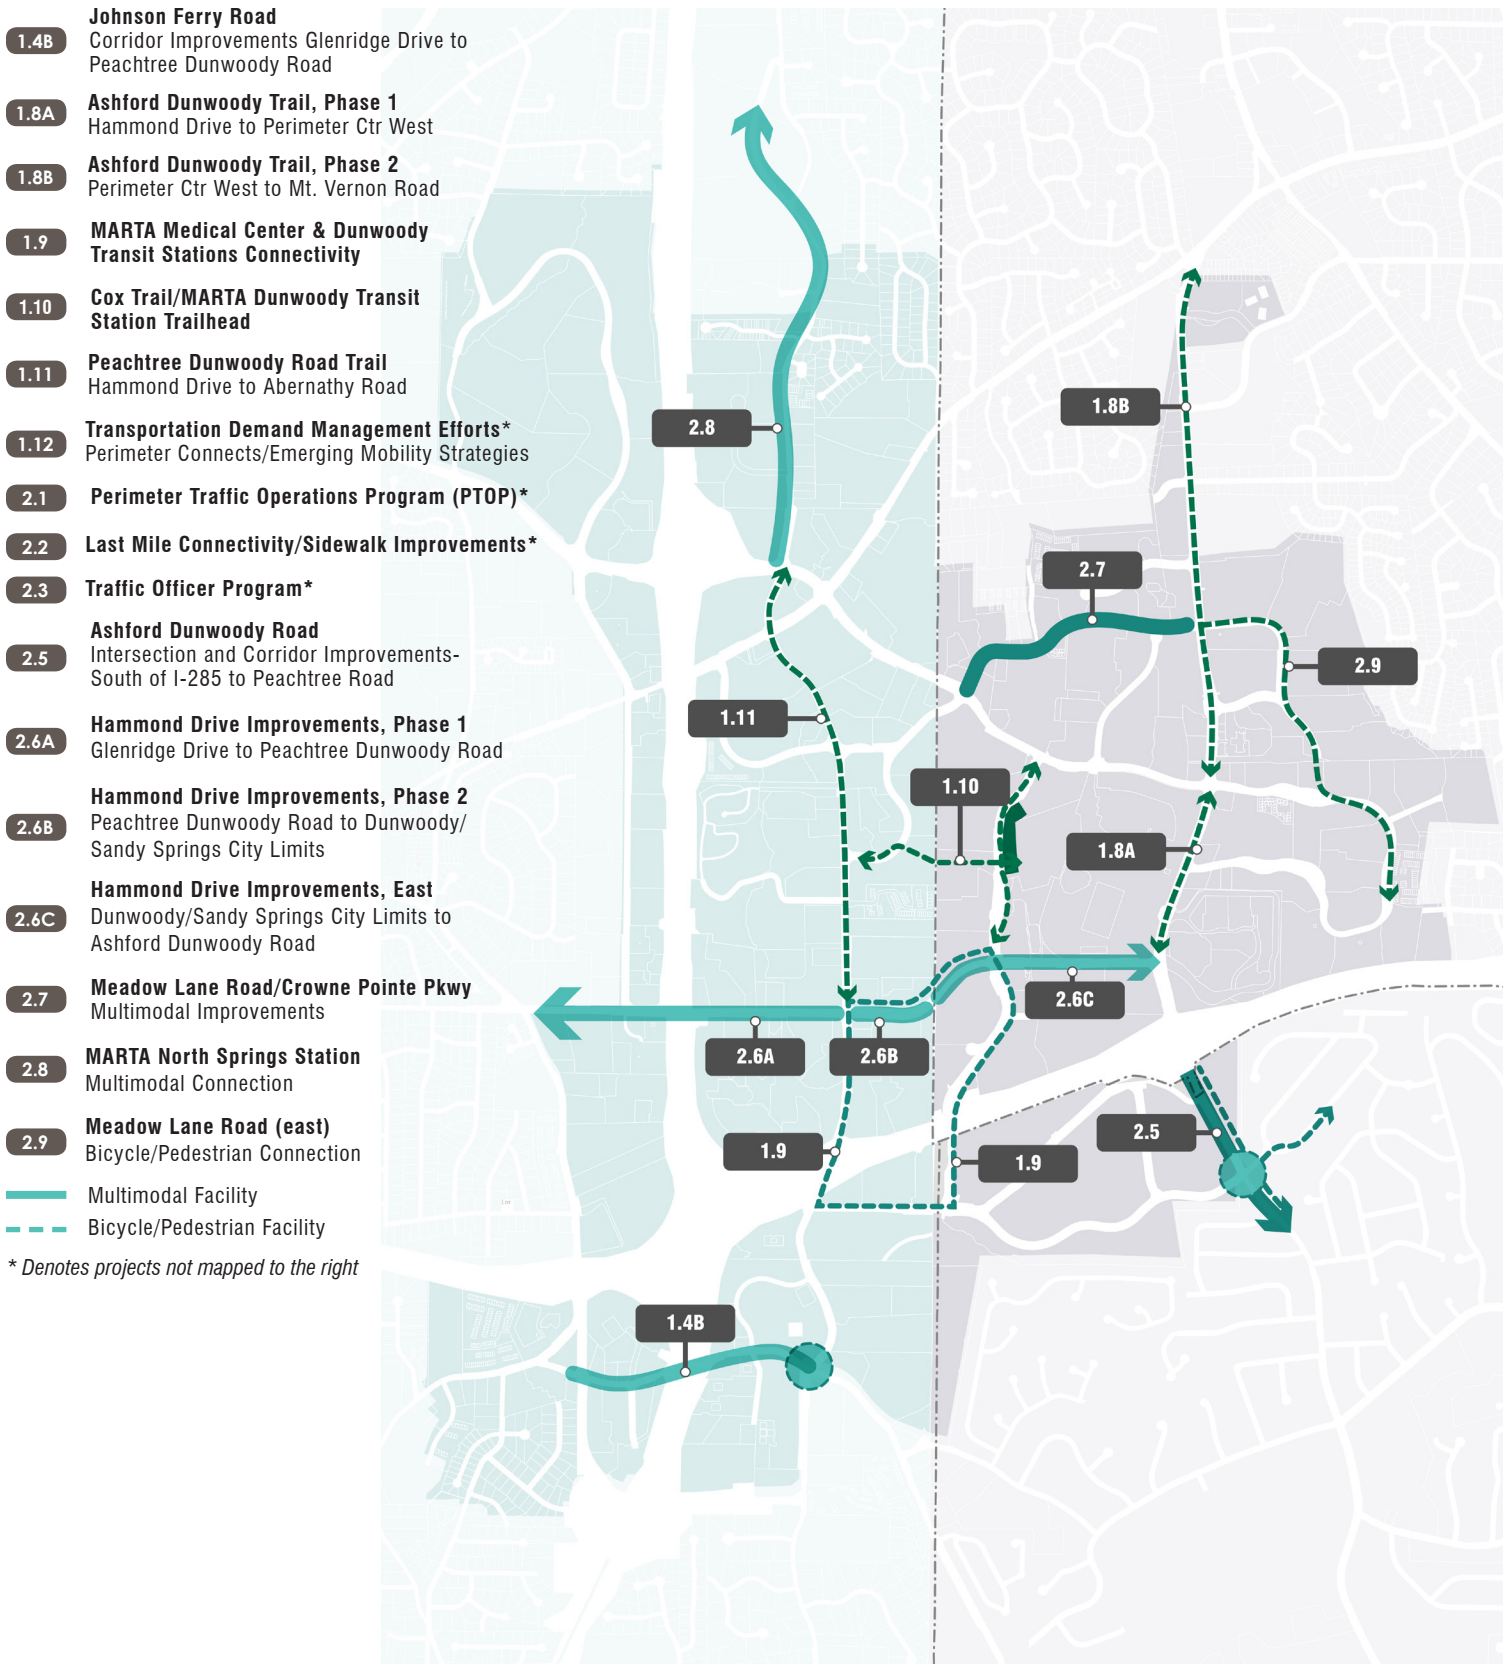 Johnson Ferry Road
1.4B
Corridor Improvements Glenridge Drive to
Peachtree Dunwoody Road
Ashford Dunwoody Trail, Phase 1
1.8A
Hammond Drive to Perimeter Ctr West
Ashford Dunwoody Trail, Phase 2
1.8B
Perimeter Ctr West to Mt. Vernon Road
MARTA Medical Center & Dunwoody
1.9
Transit Stations Connectivity
Cox Trail/MARTA Dunwoody Transit
1.10
Station Trailhead
Peachtree Dunwoody Road Trail
1.11
Hammond Drive to Abernathy Road
Transportation Demand Management Efforts*
1.12
Perimeter Connects/Emerging Mobility Strategies
2.1 Perimeter Traffic Operations Program (PTOP)*
2.2 Last Mile Connectivity/Sidewalk Improvements*
2.3 Traffic Officer Program*
Ashford Dunwoody Road
2.5
Intersection and Corridor Improvements-
South of I-285 to Peachtree Road
Hammond Drive Improvements, Phase 1
2.6A
Glenridge Drive to Peachtree Dunwoody Road
Hammond Drive Improvements, Phase 2
2.6B
Peachtree Dunwoody Road to Dunwoody/
Sandy Springs City Limits
Hammond Drive Improvements, East
2.6C
Dunwoody/Sandy Springs City Limits to
Ashford Dunwoody Road
Meadow Lane Road/Crowne Pointe Pkwy
2.7
Multimodal Improvements
MARTA North Springs Station
2.8
Multimodal Connection
Meadow Lane Road (east)
2.9
Bicycle/Pedestrian Connection
Multimodal Facility
Bicycle/Pedestrian Facility
* Denotes projects not mapped to the right
1.8B
2.8
2.7
2.9
1.11
1.10
1.8A
2.6C
2.6A
2.6B
2.5
1.9
1.9
1.4B